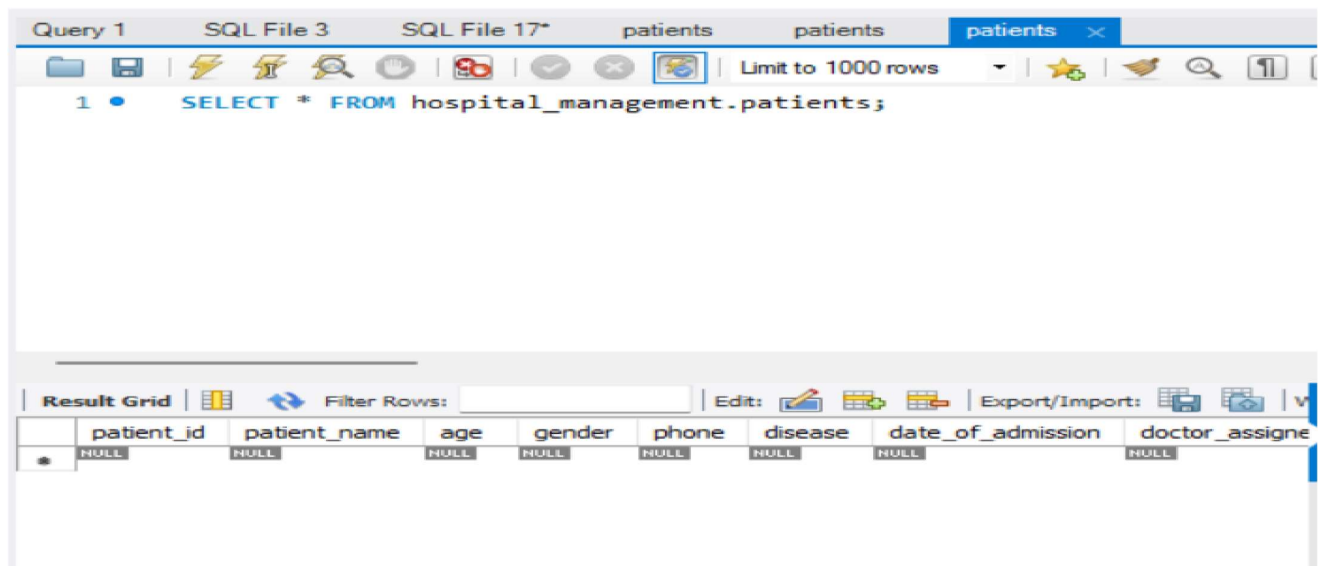 Query 1 SQL File 3 SQL File 17* patients patients patients
Limit to 1000 rows
1 SELECT * FROM hospital_management.patients;
Result Grid Filter Rows: Edit: Export/Import:
patient_id patient_name age gender phone disease date_of_admission doctor_assigne
NULL NULL NULL NULL NULL NULL NULL NULL